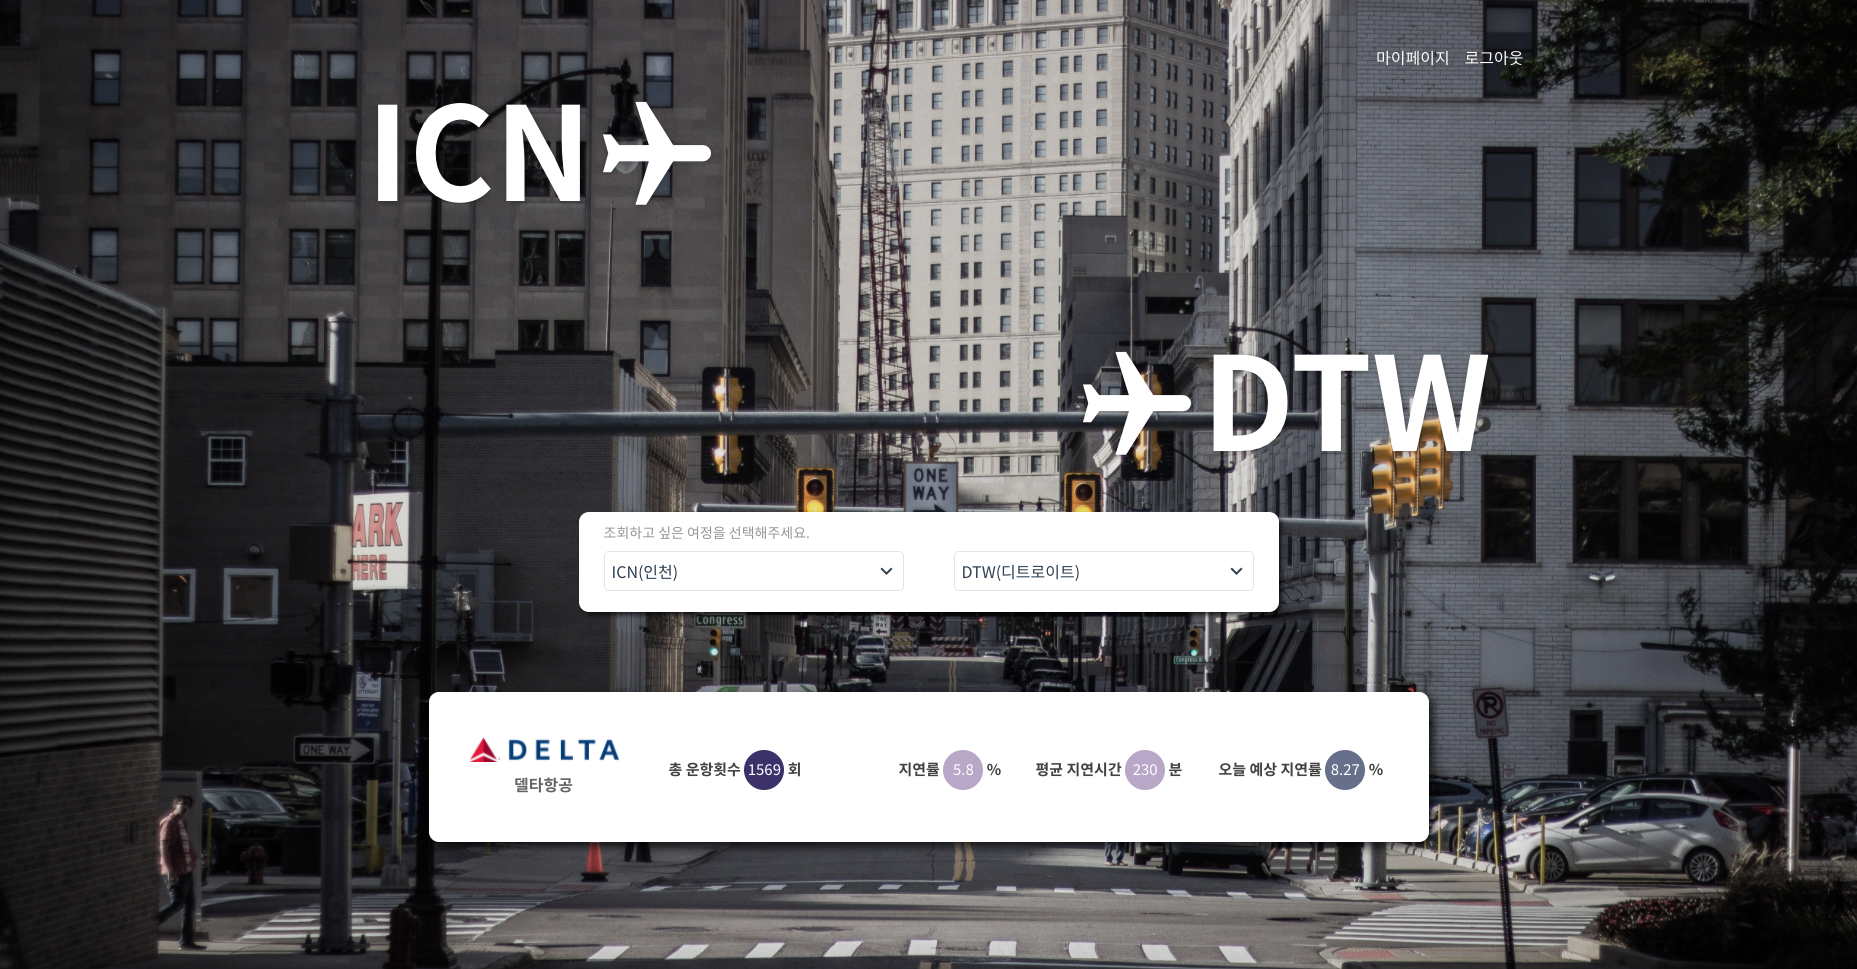 마이페이지 로그아웃
ICN
DTW
ONE
WAY
PARK
HERE
조회하고 싶은 여정을 선택해주세요.
ICN(인천)
DTW(디트로이트)
Congress
ONE WAY
NO
PARKING
DELTA
델타항공
총 운항횟수 1569 회
지연률 5.8 %
평균 지연시간 230 분
오늘 예상 지연률 8.27 %